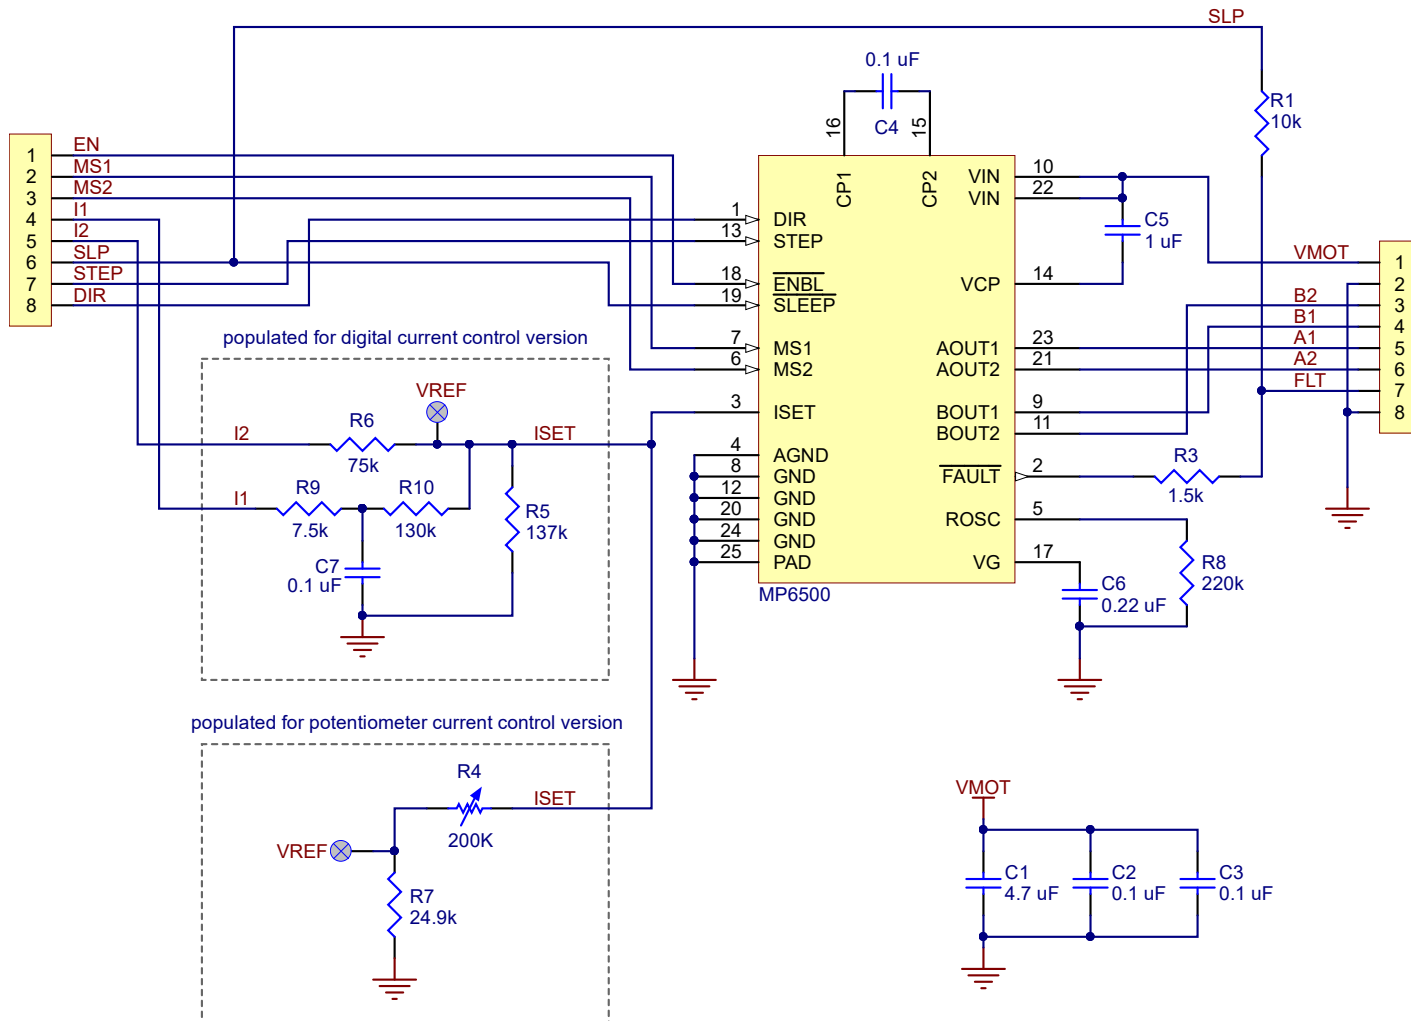 SLP
0.1 uF
C4
16
15
CP1
CP2
R1
10k
1
2
3
4
5
6
7
8
EN
MS1
MS2
I1
I2
SLP
STEP
DIR
1
13
18
19
7
6
3
4
8
12
20
24
25
DIR
STEP
ENBL
SLEEP
MS1
MS2
ISET
AGND
GND
GND
GND
GND
PAD
VIN
VIN
VCP
AOUT1
AOUT2
BOUT1
BOUT2
FAULT
ROSC
VG
10
22
14
23
21
9
11
2
5
17
MP6500
C5
1 uF
VMOT
B2
B1
A1
A2
FLT
1
2
3
4
5
6
7
8
R3
1.5k
R8
220k
C6
0.22 uF
populated for digital current control version
VREF
I2
R6
75k
ISET
I1
R9
7.5k
R10
130k
R5
137k
C7
0.1 uF
populated for potentiometer current control version
R4
200K
ISET
VREF
R7
24.9k
VMOT
C1
4.7 uF
C2
0.1 uF
C3
0.1 uF